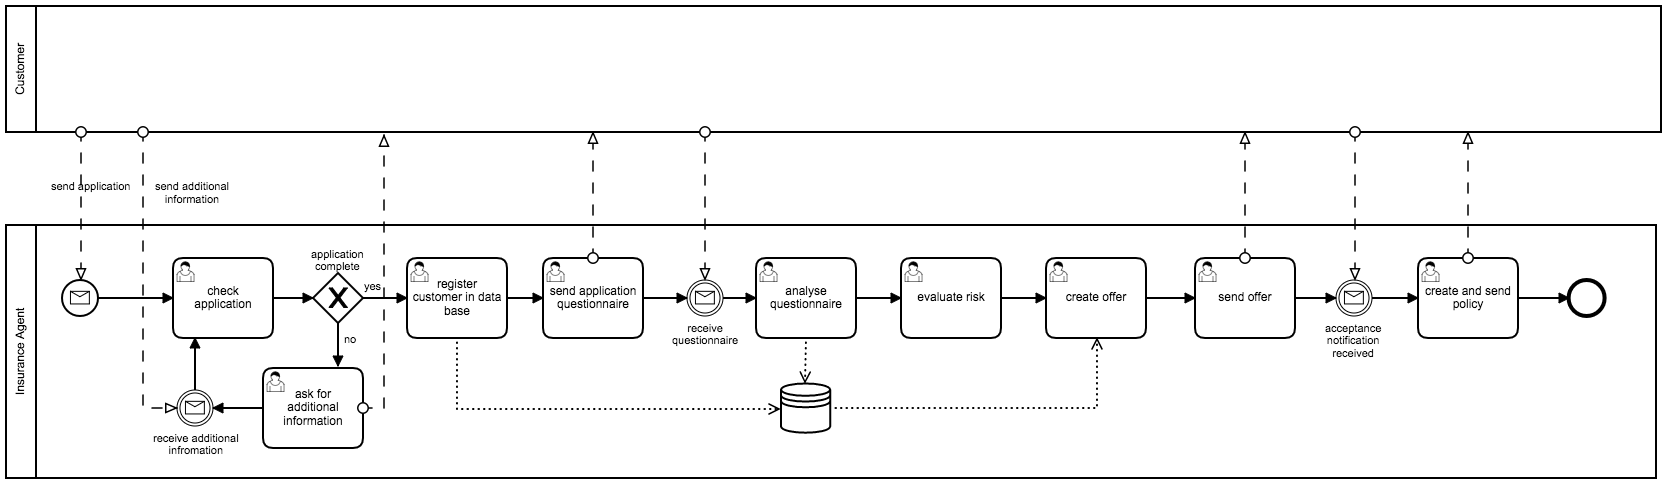 Customer
send application
send additional
information
Insurance Agent
application
complete
yes
no
check
application
register
customer in data
base
send application
questionnaire
receive
questionnaire
analyse
questionnaire
evaluate risk
create offer
send offer
acceptance
notification
received
create and send
policy
ask for
additional
information
receive additional
infromation